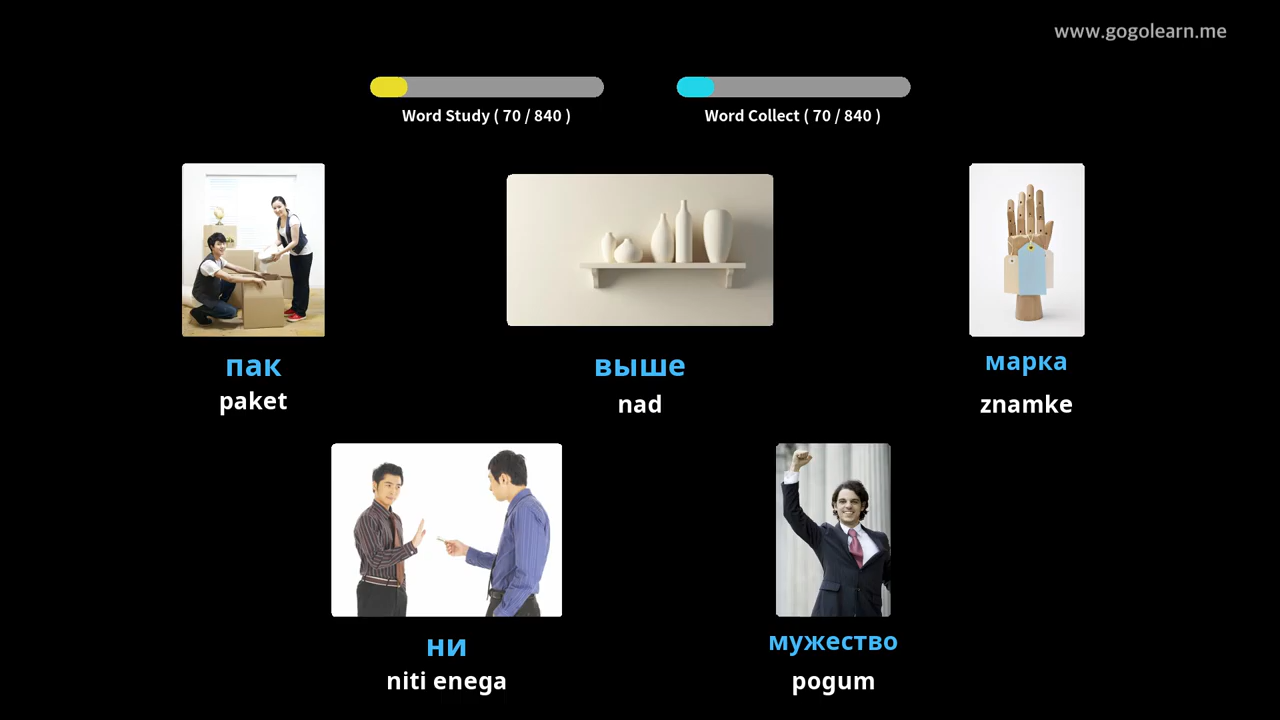 www.gogolearn.me
Word Study ( 70 / 840 )
Word Collect ( 70 / 840 )
пак
paket
выше
nad
марка
znamke
ни
niti enega
мужество
pogum